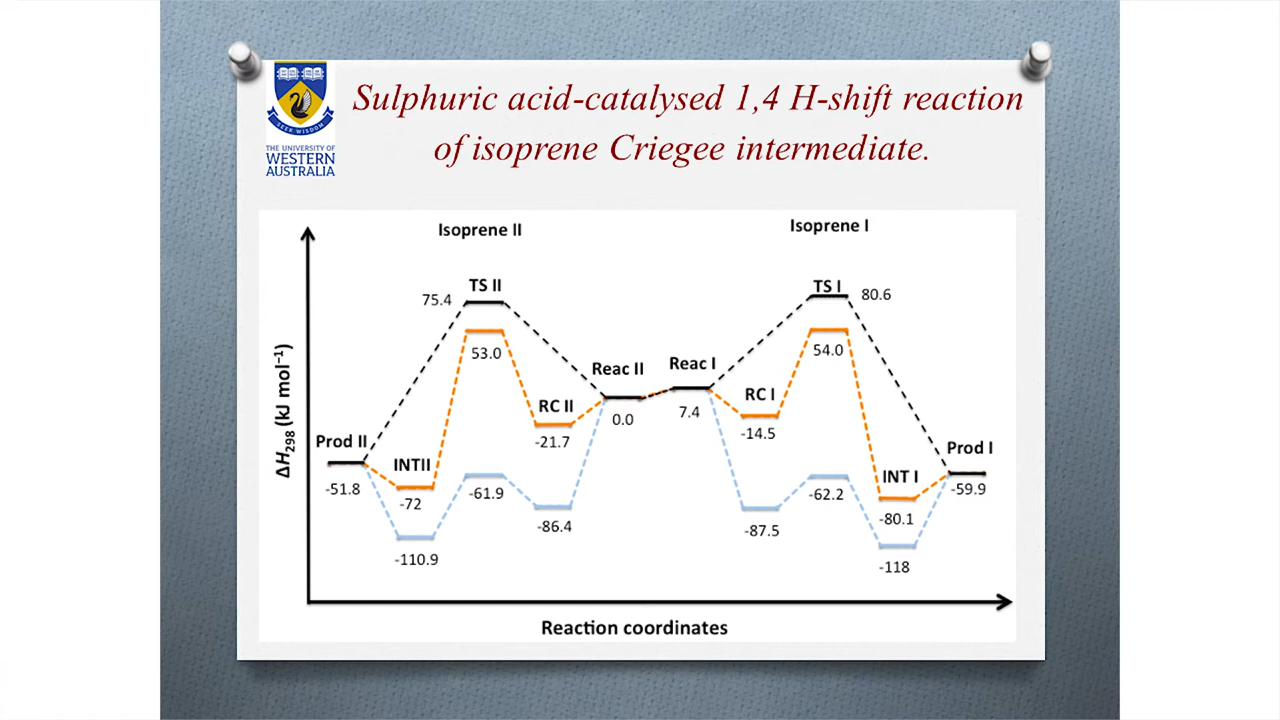 Sulphuric acid-catalysed 1,4 H-shift reaction
of isoprene Criegee intermediate.
SEEK WISDOM
THE UNIVERSITY OF
WESTERN
AUSTRALIA
Isoprene II
Isoprene I
TS II
75.4
TS I
80.6
53.0
54.0
Reac II
Reac I
RC II
0.0
7.4
RC I
-21.7
-14.5
Prod II
Prod I
INTII
INT I
-51.8
-72
-61.9
-86.4
-87.5
-62.2
-80.1
-59.9
-110.9
-118
ΔH298 (kJ mol⁻¹)
Reaction coordinates